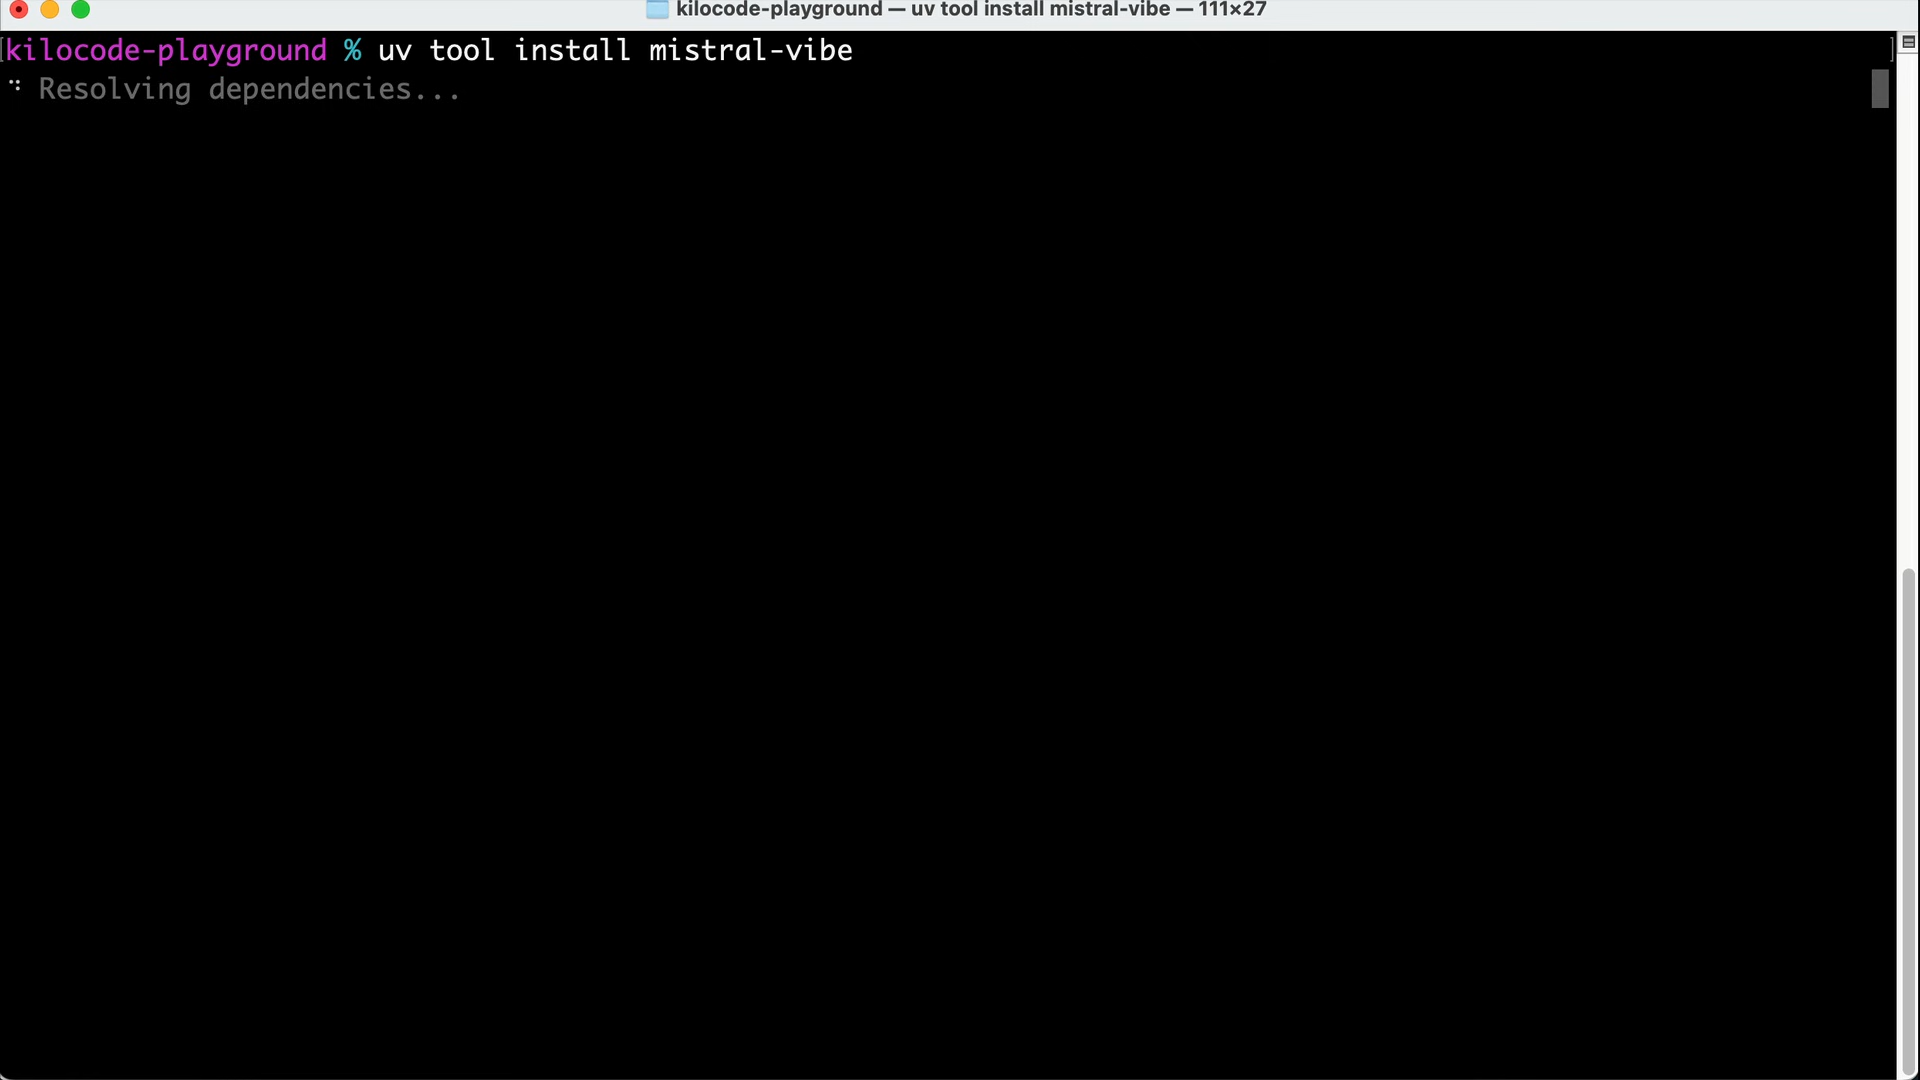 kilocode-playground — uv tool install mistral-vibe — 111×27
[kilocode-playground % uv tool install mistral-vibe ]
⠙ Resolving dependencies...